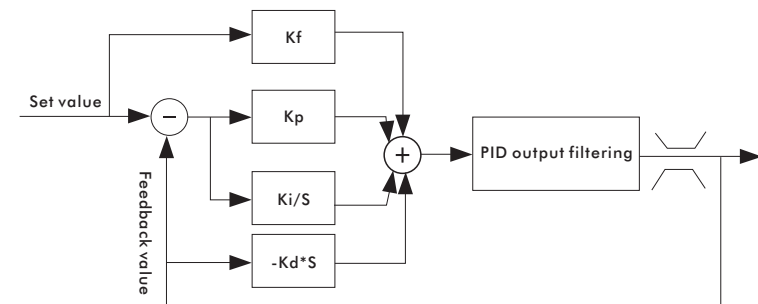 Kf
Set value
−
Kp
+
PID output filtering
Feedback value
Ki/S
-Kd*S